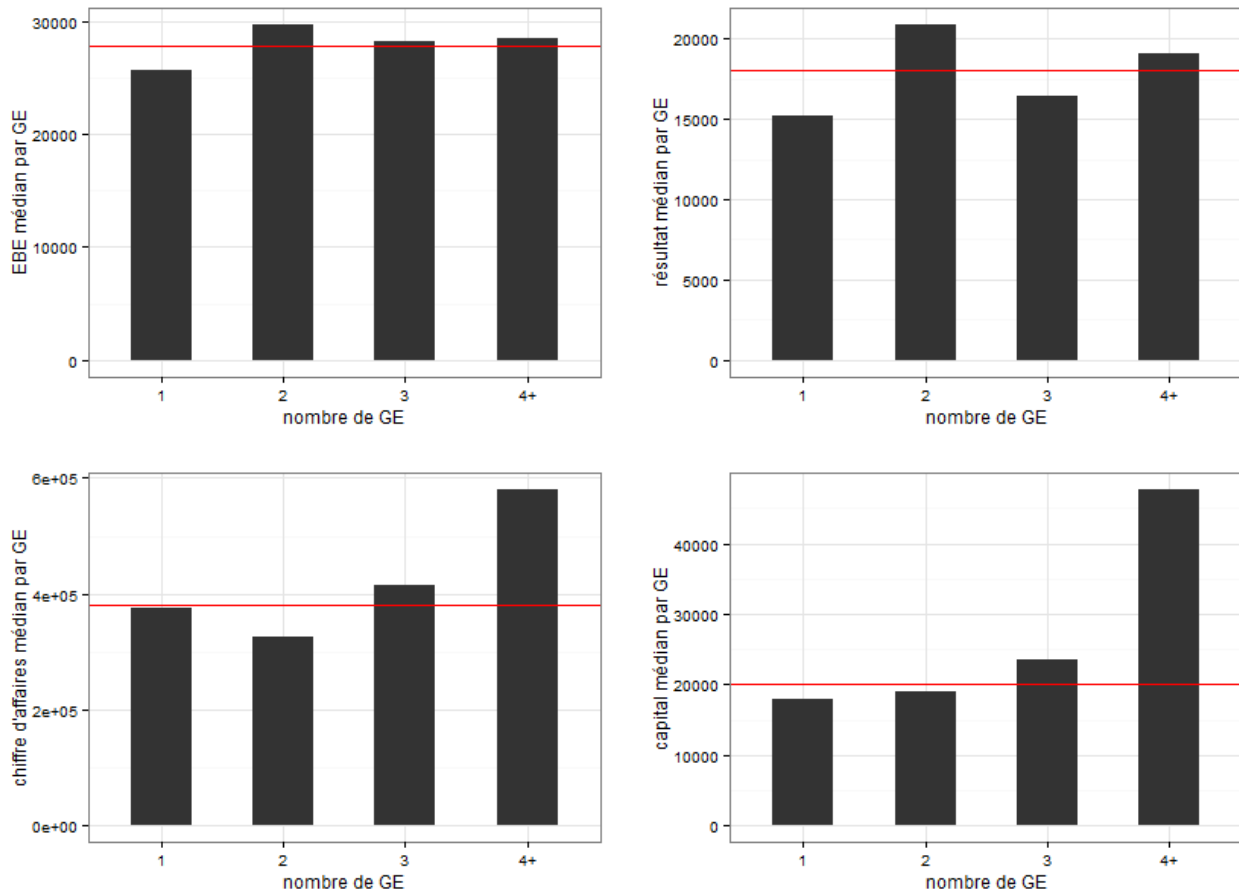 EBE médian par GE
30000
20000
10000
0
1 2 3 4+
nombre de GE
résultat médian par GE
20000
15000
10000
5000
0
1 2 3 4+
nombre de GE
chiffre d'affaires médian par GE
6e+05
4e+05
2e+05
0e+00
1 2 3 4+
nombre de GE
capital médian par GE
40000
30000
20000
10000
0
1 2 3 4+
nombre de GE